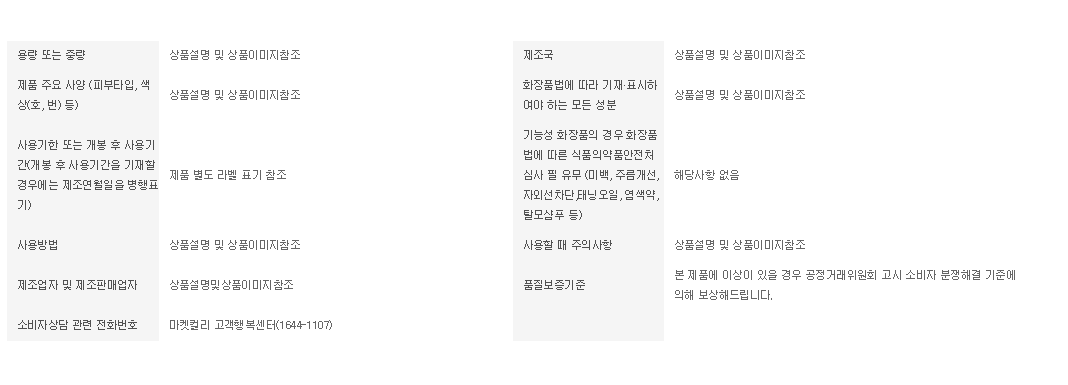 용량 또는 중량
상품설명 및 상품이미지참조
제조국
상품설명 및 상품이미지참조
제품 주요 사양 (피부타입, 색
상(호, 번) 등)
상품설명 및 상품이미지참조
화장품법에 따라 기재·표시하
여야 하는 모든 성분
상품설명 및 상품이미지참조
사용기한 또는 개봉 후 사용기
간(개봉 후 사용기간을 기재할
경우에는 제조연월일을 병행표
기)
제품 별도 라벨 표기 참조
기능성 화장품의 경우 화장품
법에 따른 식품의약품안전처
심사 필 유무 (미백, 주름개선,
자외선차단,태닝오일, 염색약,
탈모샴푸 등)
해당사항 없음
사용방법
상품설명 및 상품이미지참조
사용할 때 주의사항
상품설명 및 상품이미지참조
제조업자 및 제조판매업자
상품설명및상품이미지참조
품질보증기준
본 제품에 이상이 있을 경우 공정거래위원회 고시 소비자 분쟁해결 기준에
의해 보상해드립니다.
소비자상담 관련 전화번호
마켓컬리 고객행복센터(1644-1107)